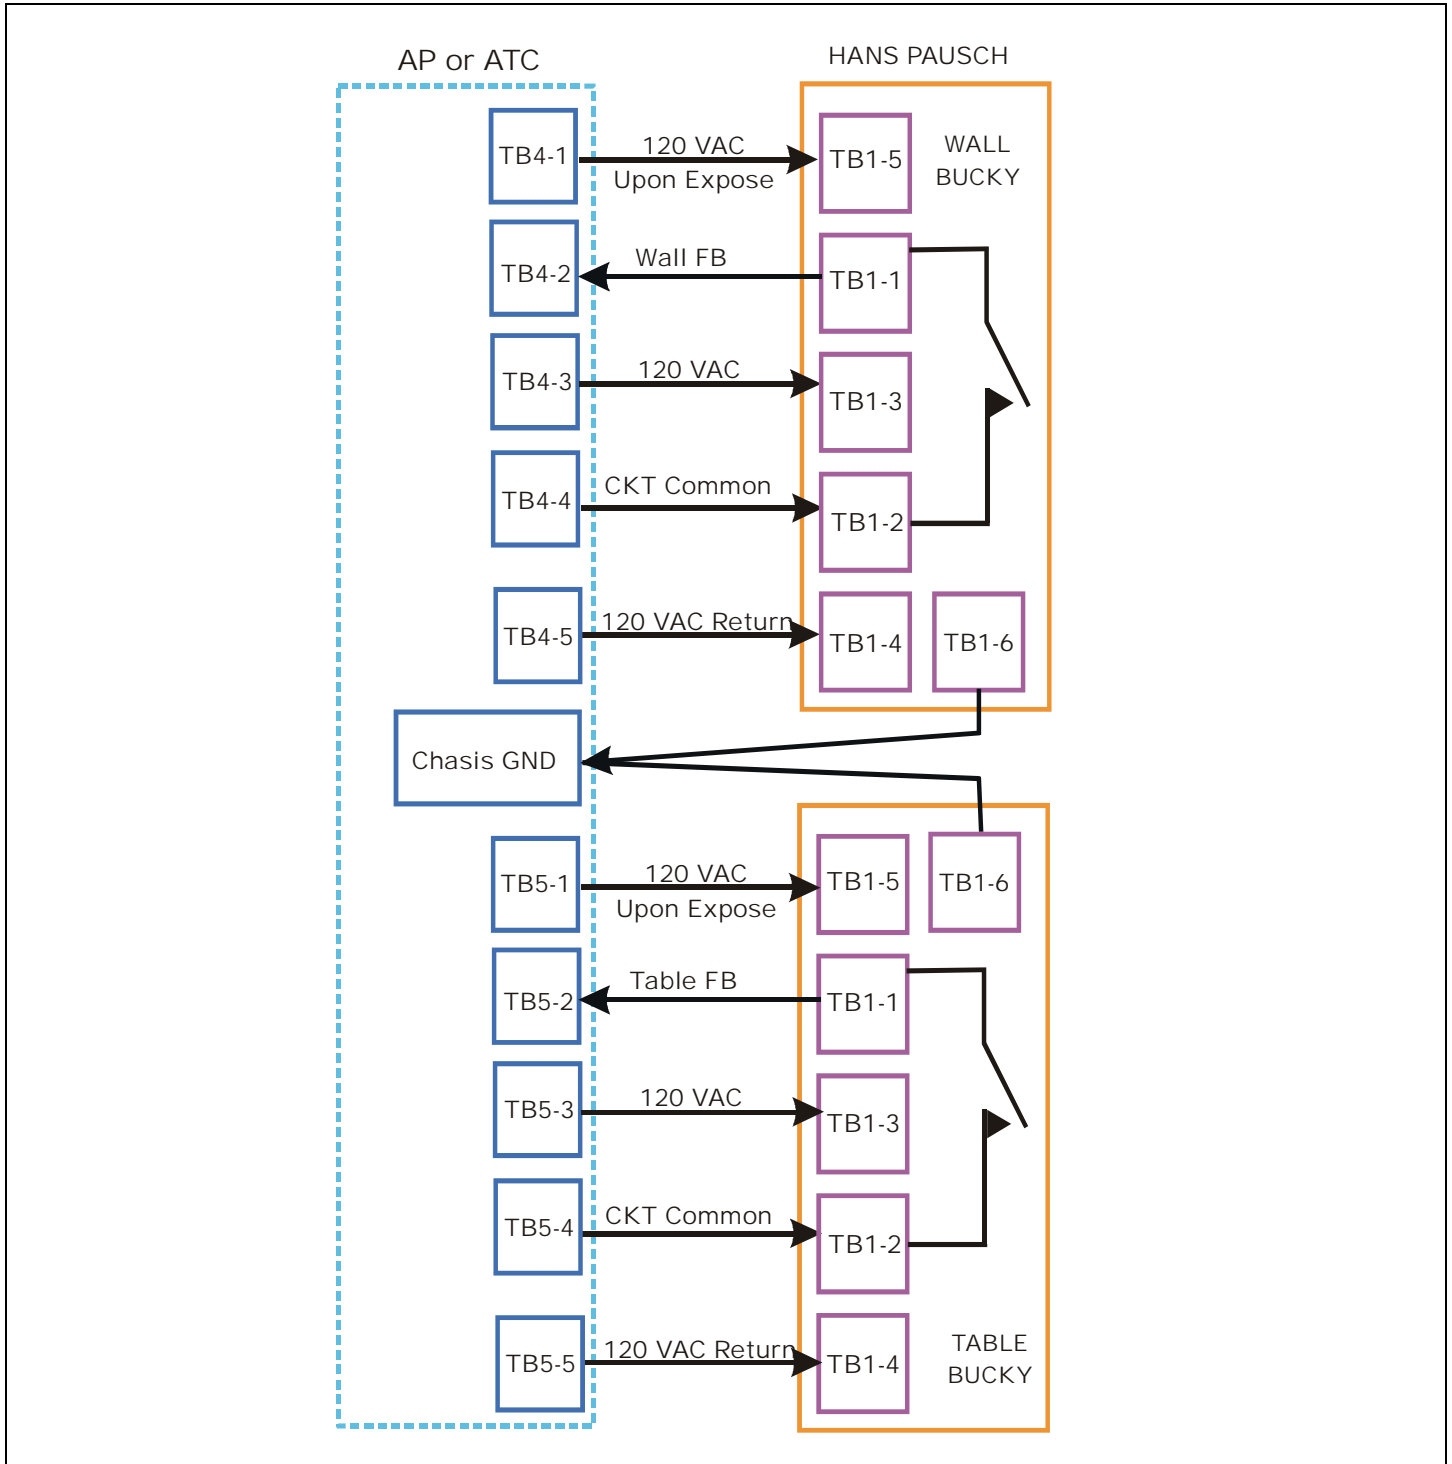 AP or ATC
HANS PAUSCH
TB4-1
120 VAC
Upon Expose
TB1-5
WALL
BUCKY
TB4-2
Wall FB
TB1-1
TB4-3
120 VAC
TB1-3
TB4-4
CKT Common
TB1-2
TB4-5
120 VAC Return
TB1-4
TB1-6
Chasis GND
TB5-1
120 VAC
Upon Expose
TB1-5
TB1-6
TB5-2
Table FB
TB1-1
TB5-3
120 VAC
TB1-3
TB5-4
CKT Common
TB1-2
TB5-5
120 VAC Return
TB1-4
TABLE
BUCKY